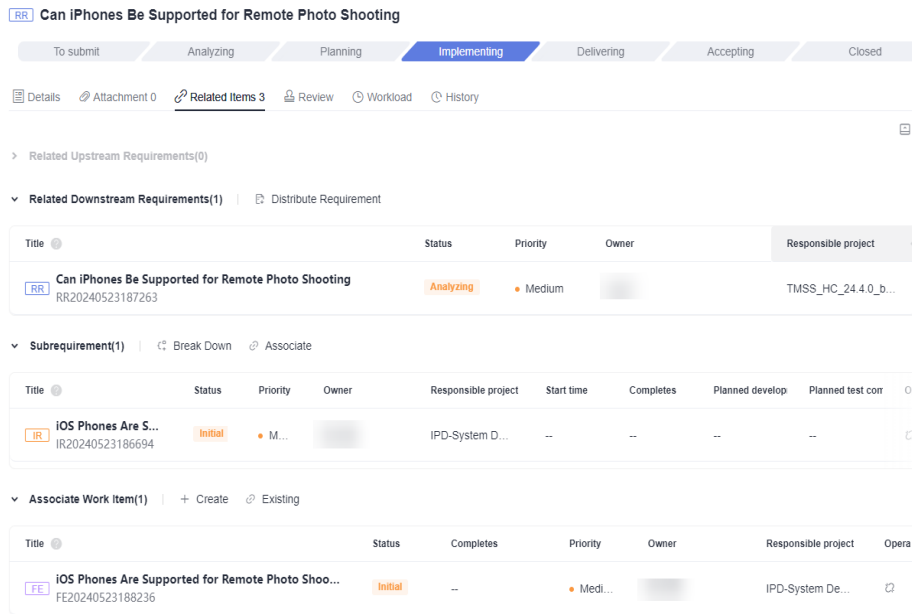 RR Can iPhones Be Supported for Remote Photo Shooting
To submit Analyzing Planning Implementing Delivering Accepting Closed
Details Attachment 0 Related Items 3 Review Workload History
Related Upstream Requirements(0)
Related Downstream Requirements(1) Distribute Requirement
Title Status Priority Owner Responsible project
RR Can iPhones Be Supported for Remote Photo Shooting
RR20240523187263 Analyzing Medium TMSS_HC_24.4.0_b...
Subrequirement(1) Break Down Associate
Title Status Priority Owner Responsible project Start time Completes Planned develop Planned test com O
IR iOS Phones Are S...
IR20240523186694 Initial M... IPD-System D... -- -- -- --
Associate Work Item(1) + Create Existing
Title Status Completes Priority Owner Responsible project Opera
FE iOS Phones Are Supported for Remote Photo Shoo...
FE20240523188236 Initial -- Medi... IPD-System De...